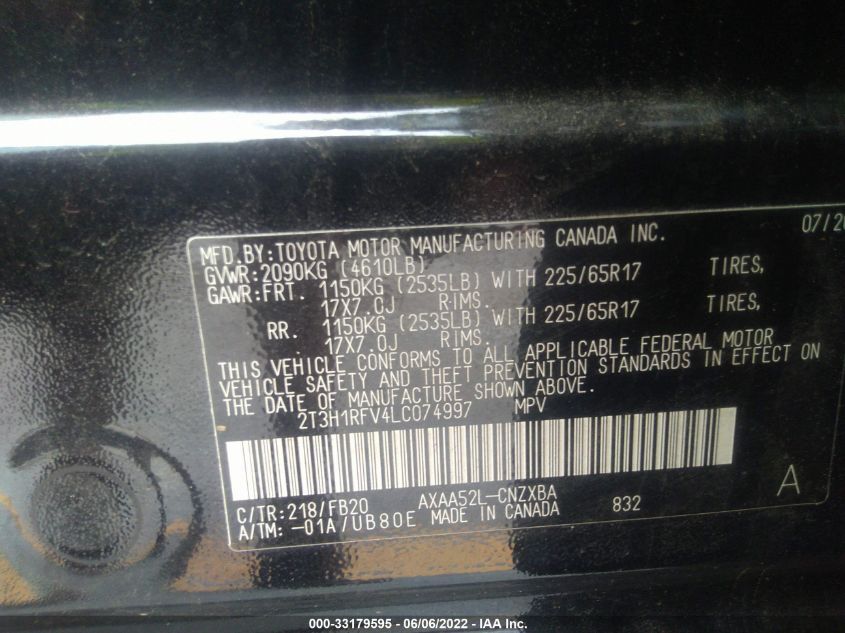 07/20
MFD.BY:TOYOTA MOTOR MANUFACTURING CANADA INC.
GVWR:2090KG (4610LB)
GAWR:FRT. 1150KG (2535LB) WITH 225/65R17 TIRES,
17X7.0J RIMS.
RR. 1150KG (2535LB) WITH 225/65R17 TIRES,
17X7.0J RIMS.
THIS VEHICLE CONFORMS TO ALL APPLICABLE FEDERAL MOTOR
VEHICLE SAFETY AND THEFT PREVENTION STANDARDS IN EFFECT ON
THE DATE OF MANUFACTURE SHOWN ABOVE.
2T3H1RFV4LC074997 MPV
A
C/TR:218/FB20 AXAA52L-CNZXBA
A/TM:-01A/UB80E MADE IN CANADA 832
000-33179595 - 06/06/2022 - IAA Inc.